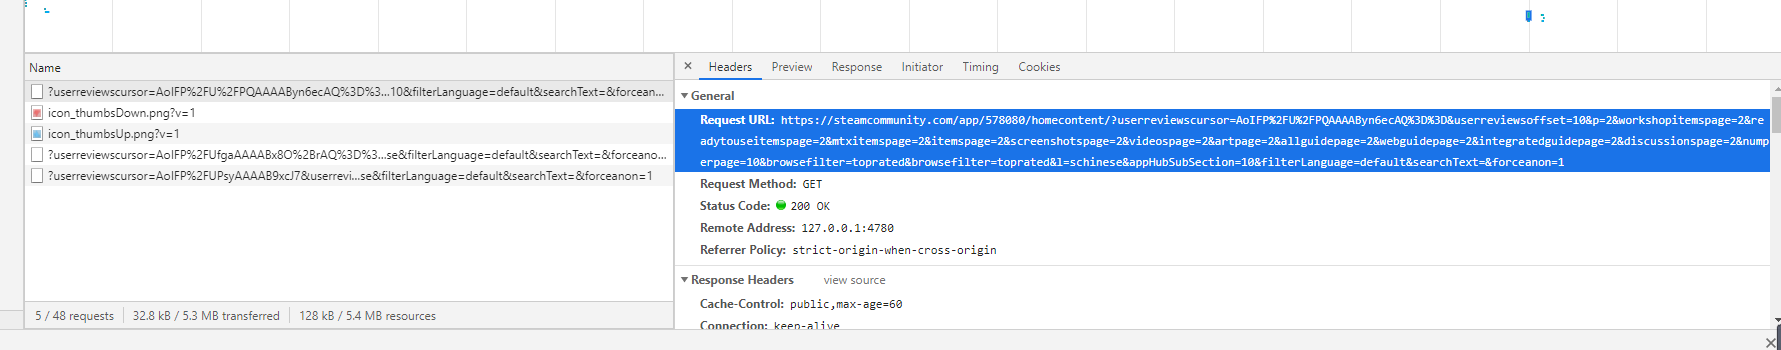 Name
?userreviewscursor=AoIFP%2FU%2FPQAAAAByn6ecAQ%3D%3...10&filterLanguage=default&searchText=&forcean...
icon_thumbsDown.png?v=1
icon_thumbsUp.png?v=1
?userreviewscursor=AoIFP%2FUfgaAAAABx8O%2BrAQ%3D%3...se&filterLanguage=default&searchText=&forceano...
?userreviewscursor=AoIFP%2FUPsyAAAAB9xcJ7&userrevi...se&filterLanguage=default&searchText=&forceanon=1
5 / 48 requests 32.8 kB / 5.3 MB transferred 128 kB / 5.4 MB resources
× Headers Preview Response Initiator Timing Cookies
General
Request URL: https://steamcommunity.com/app/578080/homecontent/?userreviewscursor=AoIFP%2FU%2FPQAAAAByn6ecAQ%3D%3D&userreviewsoffset=10&p=2&workshopitemspage=2&rea
adytouseitemspage=2&mtxitemspage=2&itemspage=2&screenshotspage=2&videospage=2&artpage=2&allguidepage=2&webguidepage=2&integratedguidepage=2&discussionspage=2&nump
erpage=10&browsefilter=toprated&browsefilter=toprated&l=schinese&appHubSubSection=10&filterLanguage=default&searchText=&forceanon=1
Request Method: GET
Status Code: 200 OK
Remote Address: 127.0.0.1:4780
Referrer Policy: strict-origin-when-cross-origin
Response Headers view source
Cache-Control: public,max-age=60
Connection: keep-alive